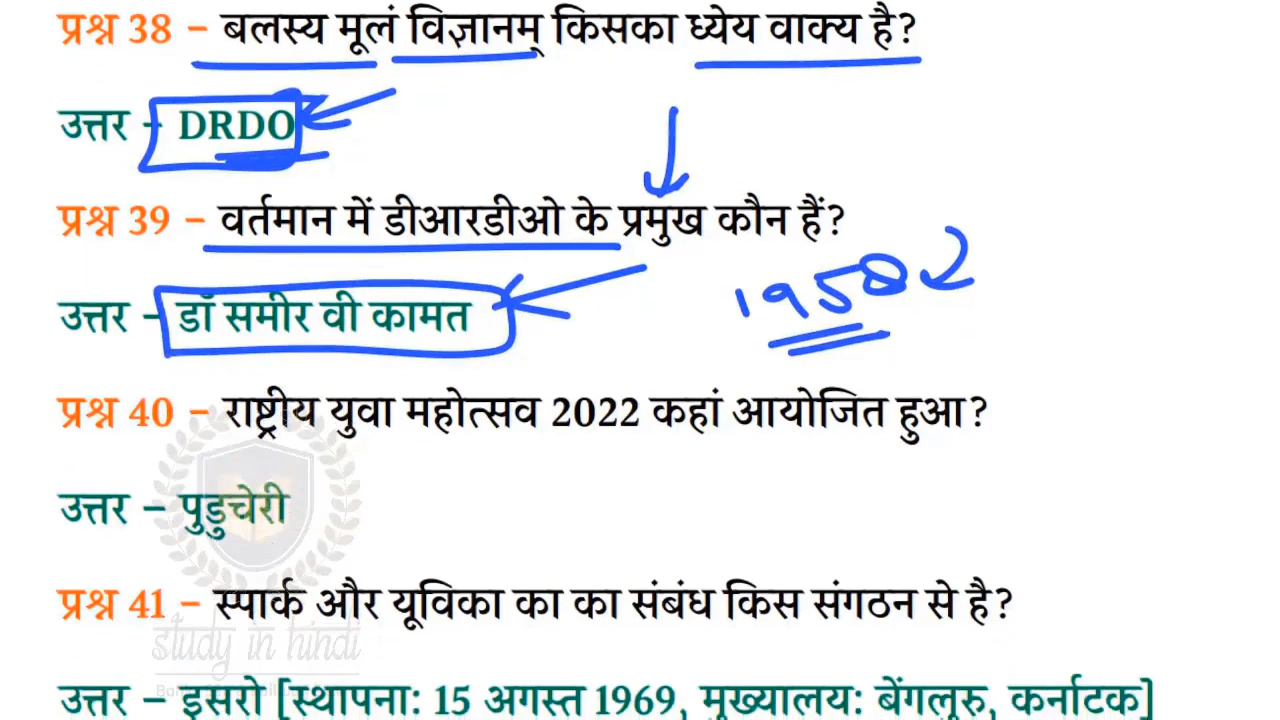 प्रश्न 38 – बलस्य मूलं विज्ञानम् किसका ध्येय वाक्य है?
उत्तर – DRDO
प्रश्न 39 – वर्तमान में डीआरडीओ के प्रमुख कौन हैं?
1958
उत्तर – डॉ समीर वी कामत
प्रश्न 40 – राष्ट्रीय युवा महोत्सव 2022 कहां आयोजित हुआ?
उत्तर – पुडुचेरी
प्रश्न 41 – स्पार्क और यूविका का का संबंध किस संगठन से है?
study in hindi
उत्तर – इसरो [स्थापना: 15 अगस्त 1969, मुख्यालय: बेंगलुरु, कर्नाटक]